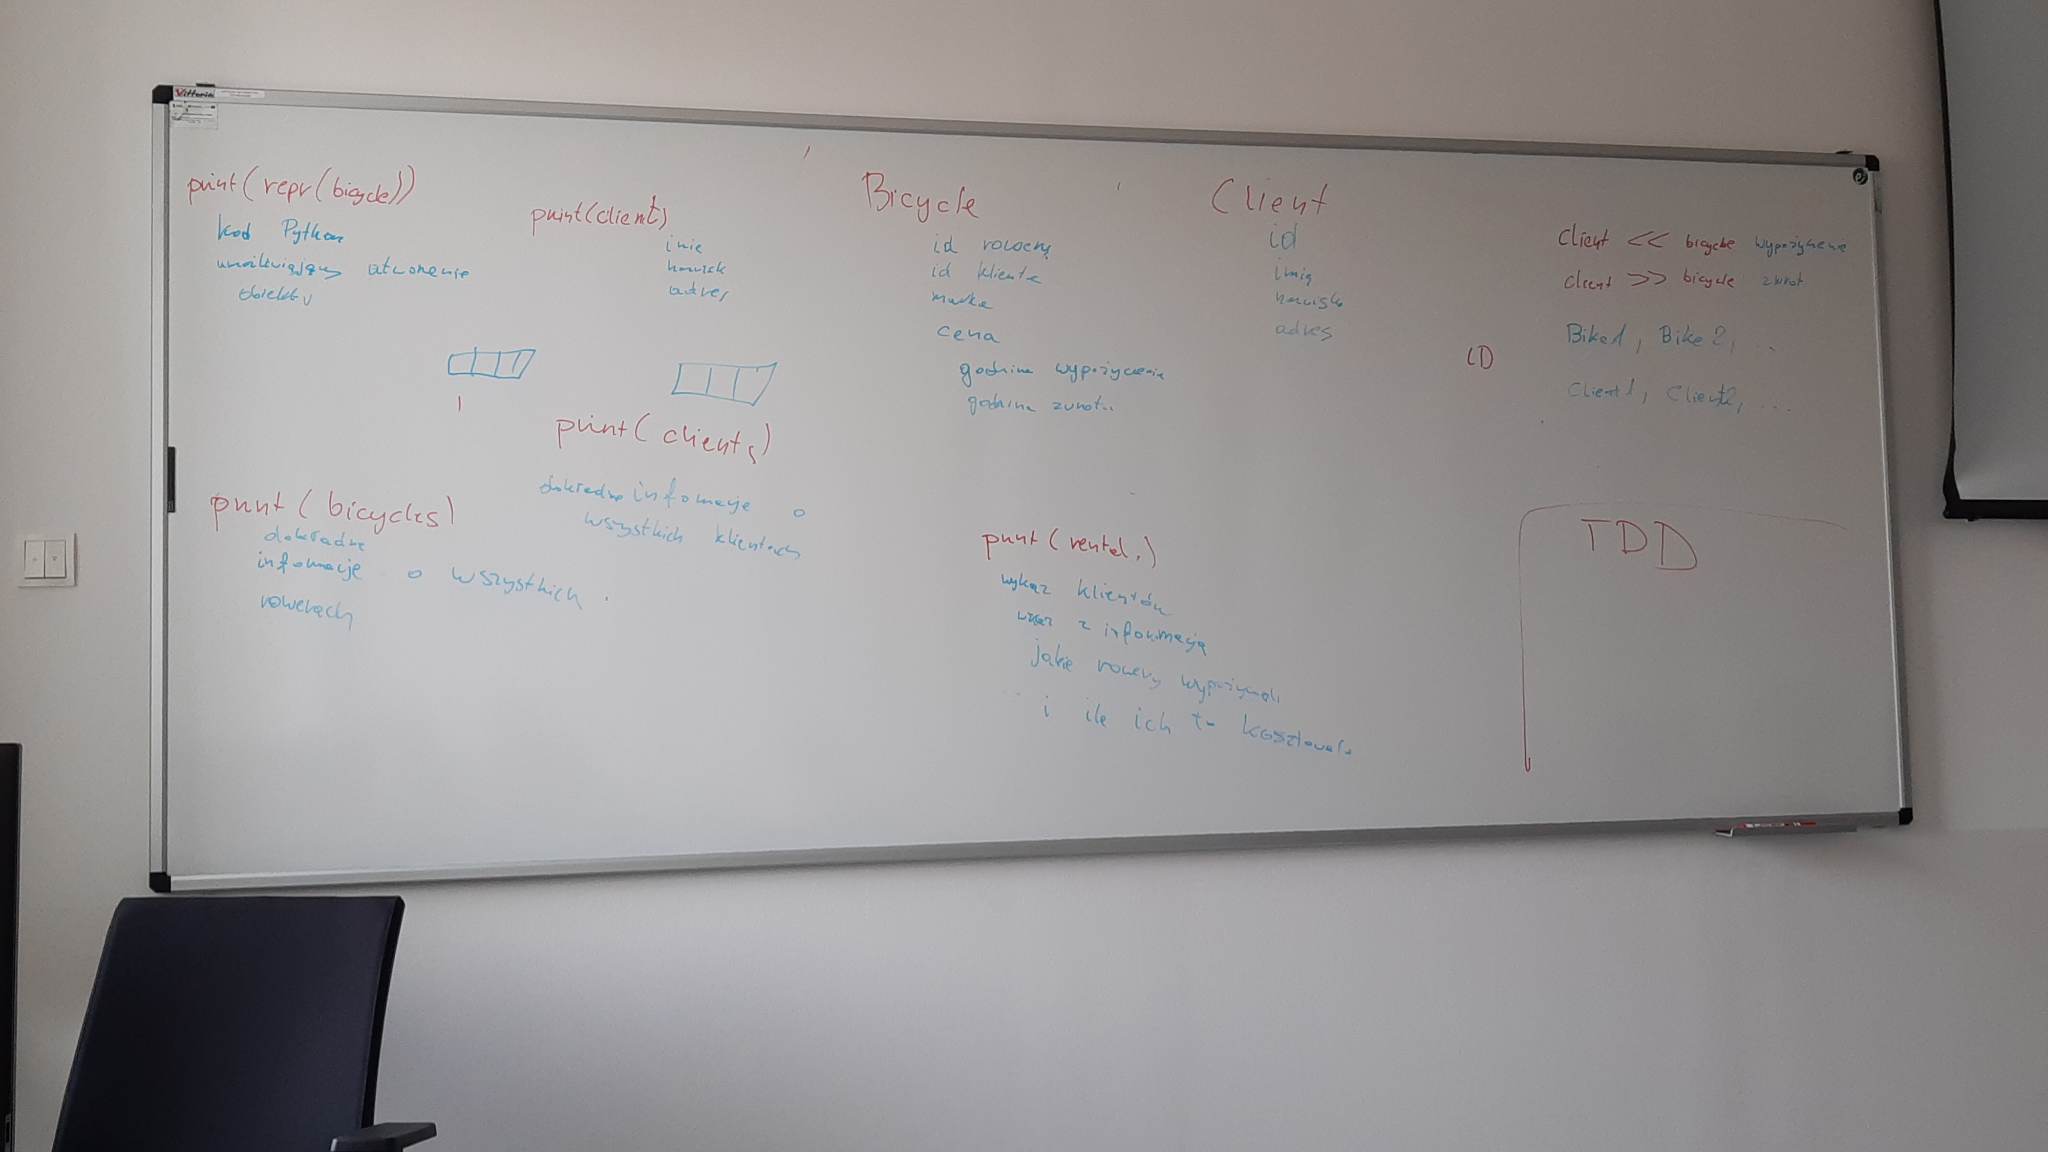 Vittoria
print(repr(bicycle))
kod Python
umożliwiający utworzenie
obiektu
print(client)
imię
nazwisk
adres
Bicycle
id roweru
id klienta
marka
cena
godzina wypożyczenia
godzina zwrotu
Client
id
imię
nazwisko
adres
client << bicycle wypożyczenie
client >> bicycle zwrot
Bike1, Bike2, ...
Client1, Client2, ...
ID
print(clients)
dokładne informacje o
wszystkich klientach
print(bicycles)
dokładne
informacje o wszystkich
rowerach
print(rental.)
wykaz klientów
wraz z informacją
jakie rowery wypożyczali
i ile ich to kosztowało
TDD